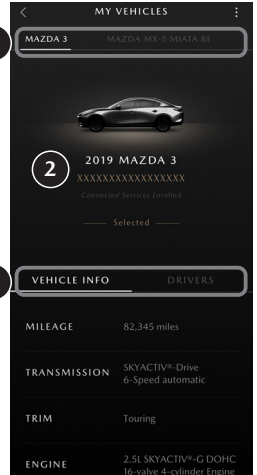 MY VEHICLES
MAZDA 3 MAZDA MX-5 MIATA RF
2
2019 MAZDA 3
XXXXXXXXXXXXXXXXX
Connected Services Enrolled
Selected
VEHICLE INFO DRIVERS
MILEAGE 82,345 miles
TRANSMISSION SKYACTIV®-Drive
6-Speed automatic
TRIM Touring
ENGINE 2.5L SKYACTIV®-G DOHC
16-valve 4-cylinder Engine